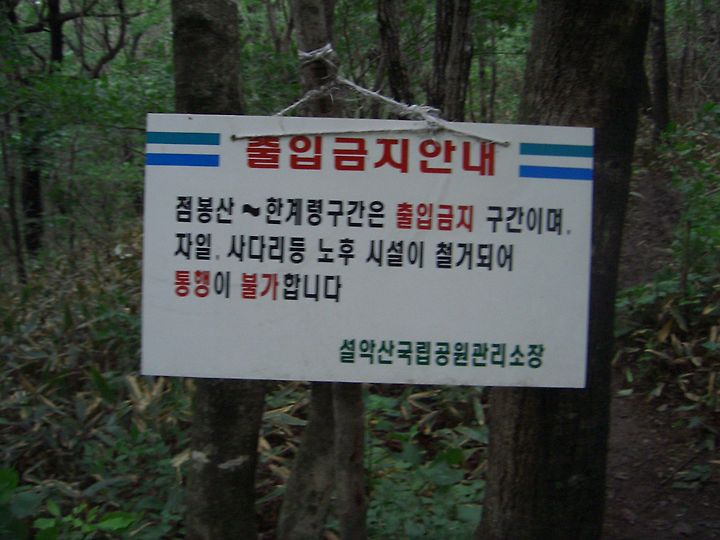 출입금지안내
점봉산 ~ 한계령구간은 출입금지 구간이며,
자일, 사다리등 노후 시설이 철거되어
통행이 불가합니다
설악산국립공원관리소장